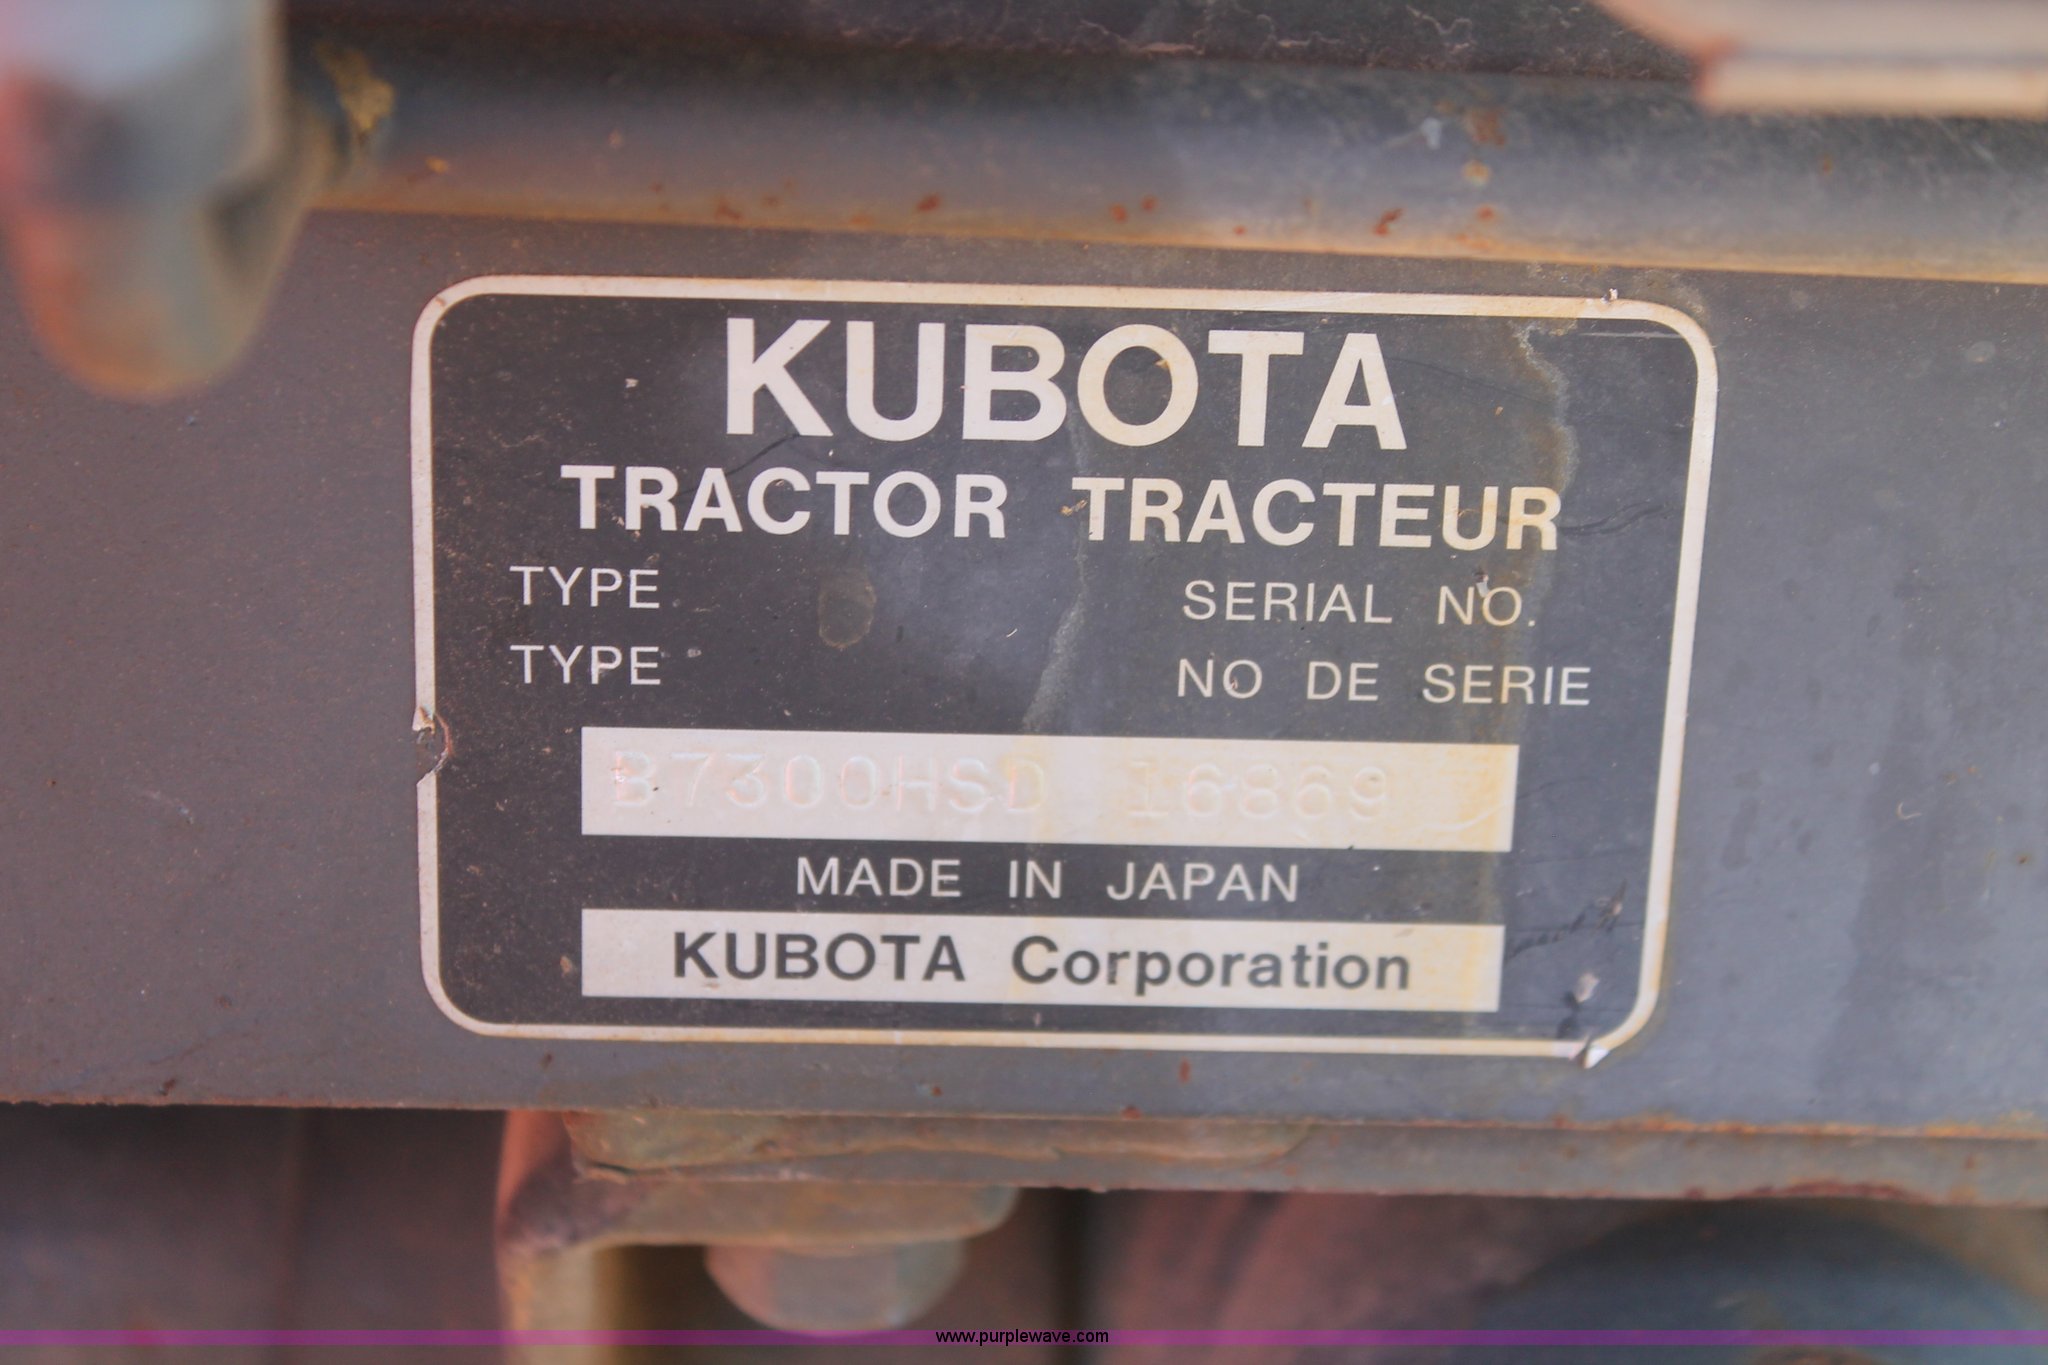 KUBOTA
TRACTOR TRACTEUR
TYPE SERIAL NO.
TYPE NO DE SERIE
B7300HSD 16869
MADE IN JAPAN
KUBOTA Corporation
www.purplewave.com